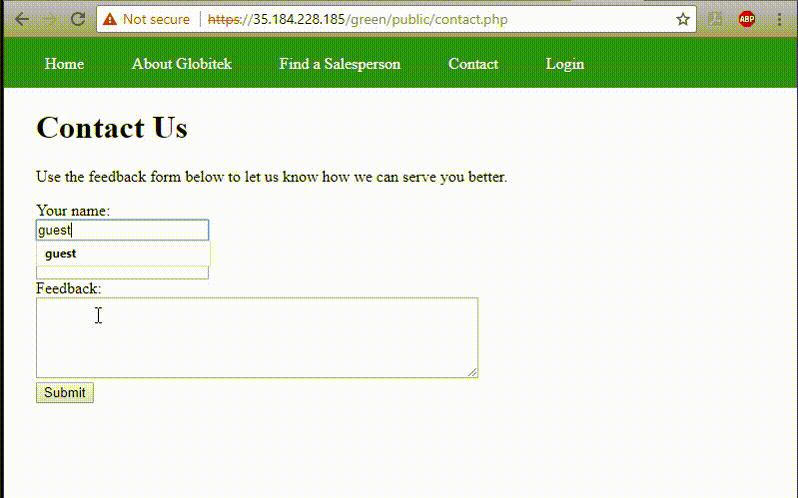 Not secure https://35.184.228.185/green/public/contact.php ABP
Home About Globitek Find a Salesperson Contact Login
Contact Us
Use the feedback form below to let us know how we can serve you better.
Your name:
guest
guest
Feedback:
Submit